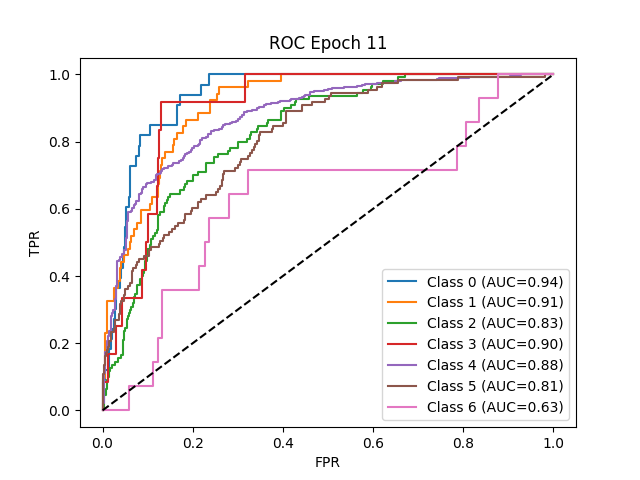 ROC Epoch 11
TPR
1.0
0.8
0.6
0.4
0.2
0.0
Class 0 (AUC=0.94)
Class 1 (AUC=0.91)
Class 2 (AUC=0.83)
Class 3 (AUC=0.90)
Class 4 (AUC=0.88)
Class 5 (AUC=0.81)
Class 6 (AUC=0.63)
0.0 0.2 0.4 0.6 0.8 1.0
FPR